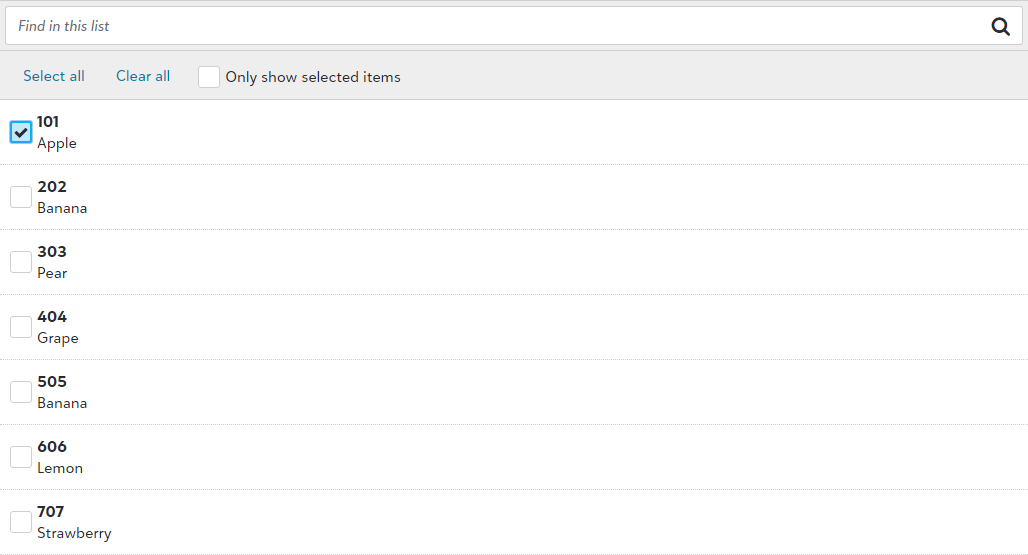 Find in this list
Select all Clear all Only show selected items
101
Apple
202
Banana
303
Pear
404
Grape
505
Banana
606
Lemon
707
Strawberry